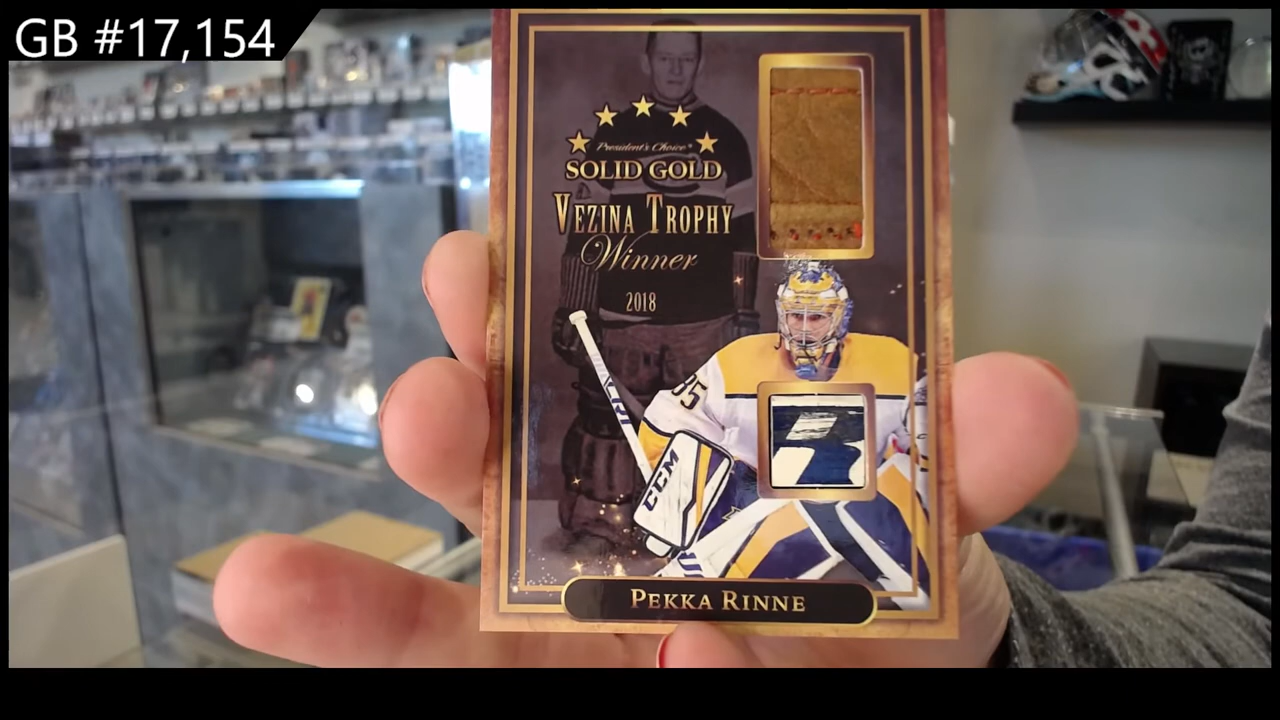 GB #17,154
President's Choice
SOLID GOLD
VEZINA TROPHY
Winner
2018
35
CCM
PEKKA RINNE